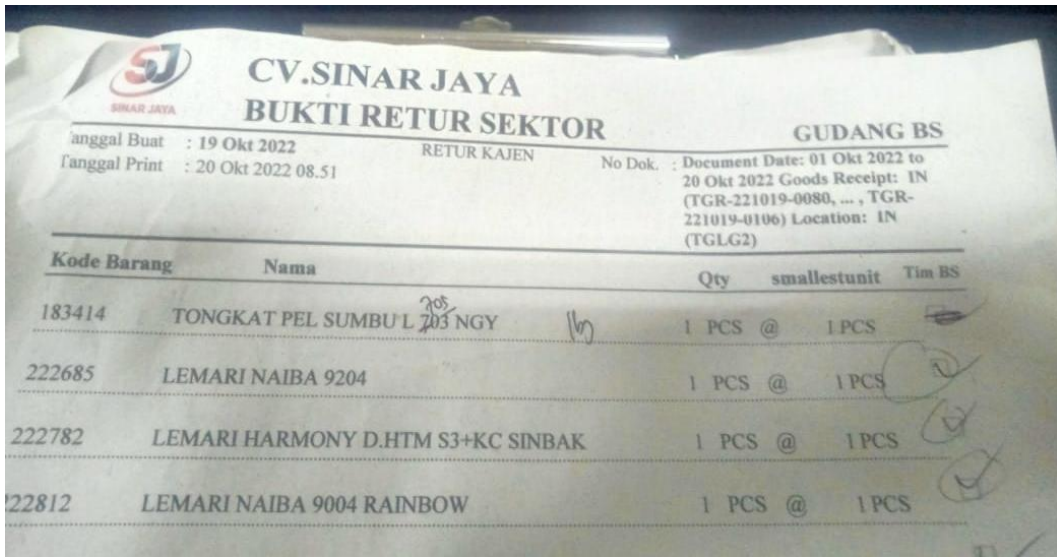 SJ
SINAR JAYA
CV.SINAR JAYA
BUKTI RETUR SEKTOR
GUDANG BS
anggal Buat : 19 Okt 2022
RETUR KAJEN
Tanggal Print : 20 Okt 2022 08.51
No Dok. : Document Date: 01 Okt 2022 to
20 Okt 2022 Goods Receipt: IN
(TGR-221019-0080, ... , TGR-
221019-0106) Location: IN
(TGLG2)
Kode Barang Nama Qty smallestunit Tim BS
705
183414 TONGKAT PEL SUMBU L 203 NGY 1 PCS @ 1 PCS
222685 LEMARI NAIBA 9204 1 PCS @ 1 PCS
222782 LEMARI HARMONY D.HTM S3+KC SINBAK 1 PCS @ 1 PCS
222812 LEMARI NAIBA 9004 RAINBOW 1 PCS @ 1 PCS